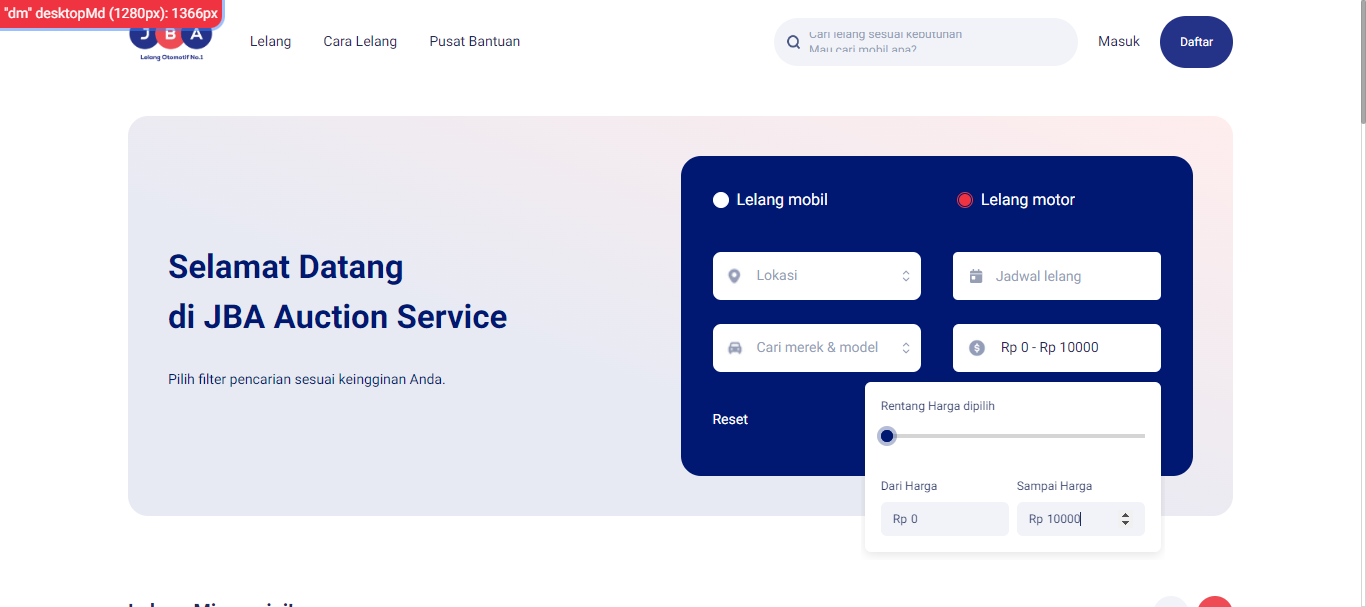 "dm" desktopMd (1280px): 1366px
J B A
Lelang Otomotif No.1
Lelang
Cara Lelang
Pusat Bantuan
Cari lelang sesuai kebutuhan
Mau cari mobil apa?
Masuk
Daftar
Selamat Datang
di JBA Auction Service
Pilih filter pencarian sesuai keingginan Anda.
Lelang mobil
Lelang motor
Lokasi
Jadwal lelang
Cari merek & model
Rp 0 - Rp 10000
Reset
Rentang Harga dipilih
Dari Harga
Sampai Harga
Rp 0
Rp 10000